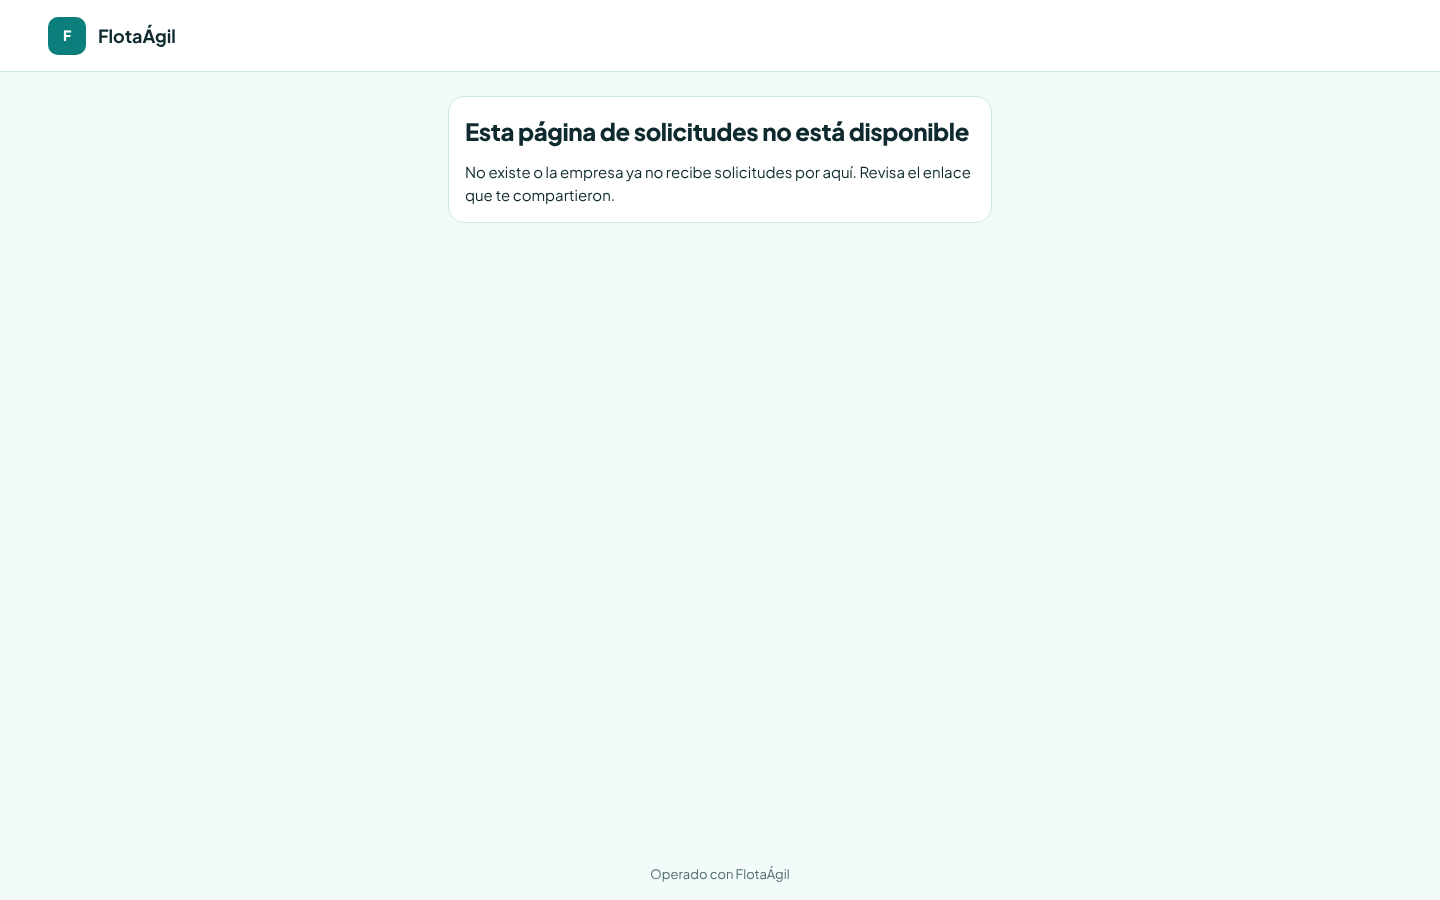 F
FlotaÁgil
Esta página de solicitudes no está disponible
No existe o la empresa ya no recibe solicitudes por aquí. Revisa el enlace
que te compartieron.
Operado con FlotaÁgil